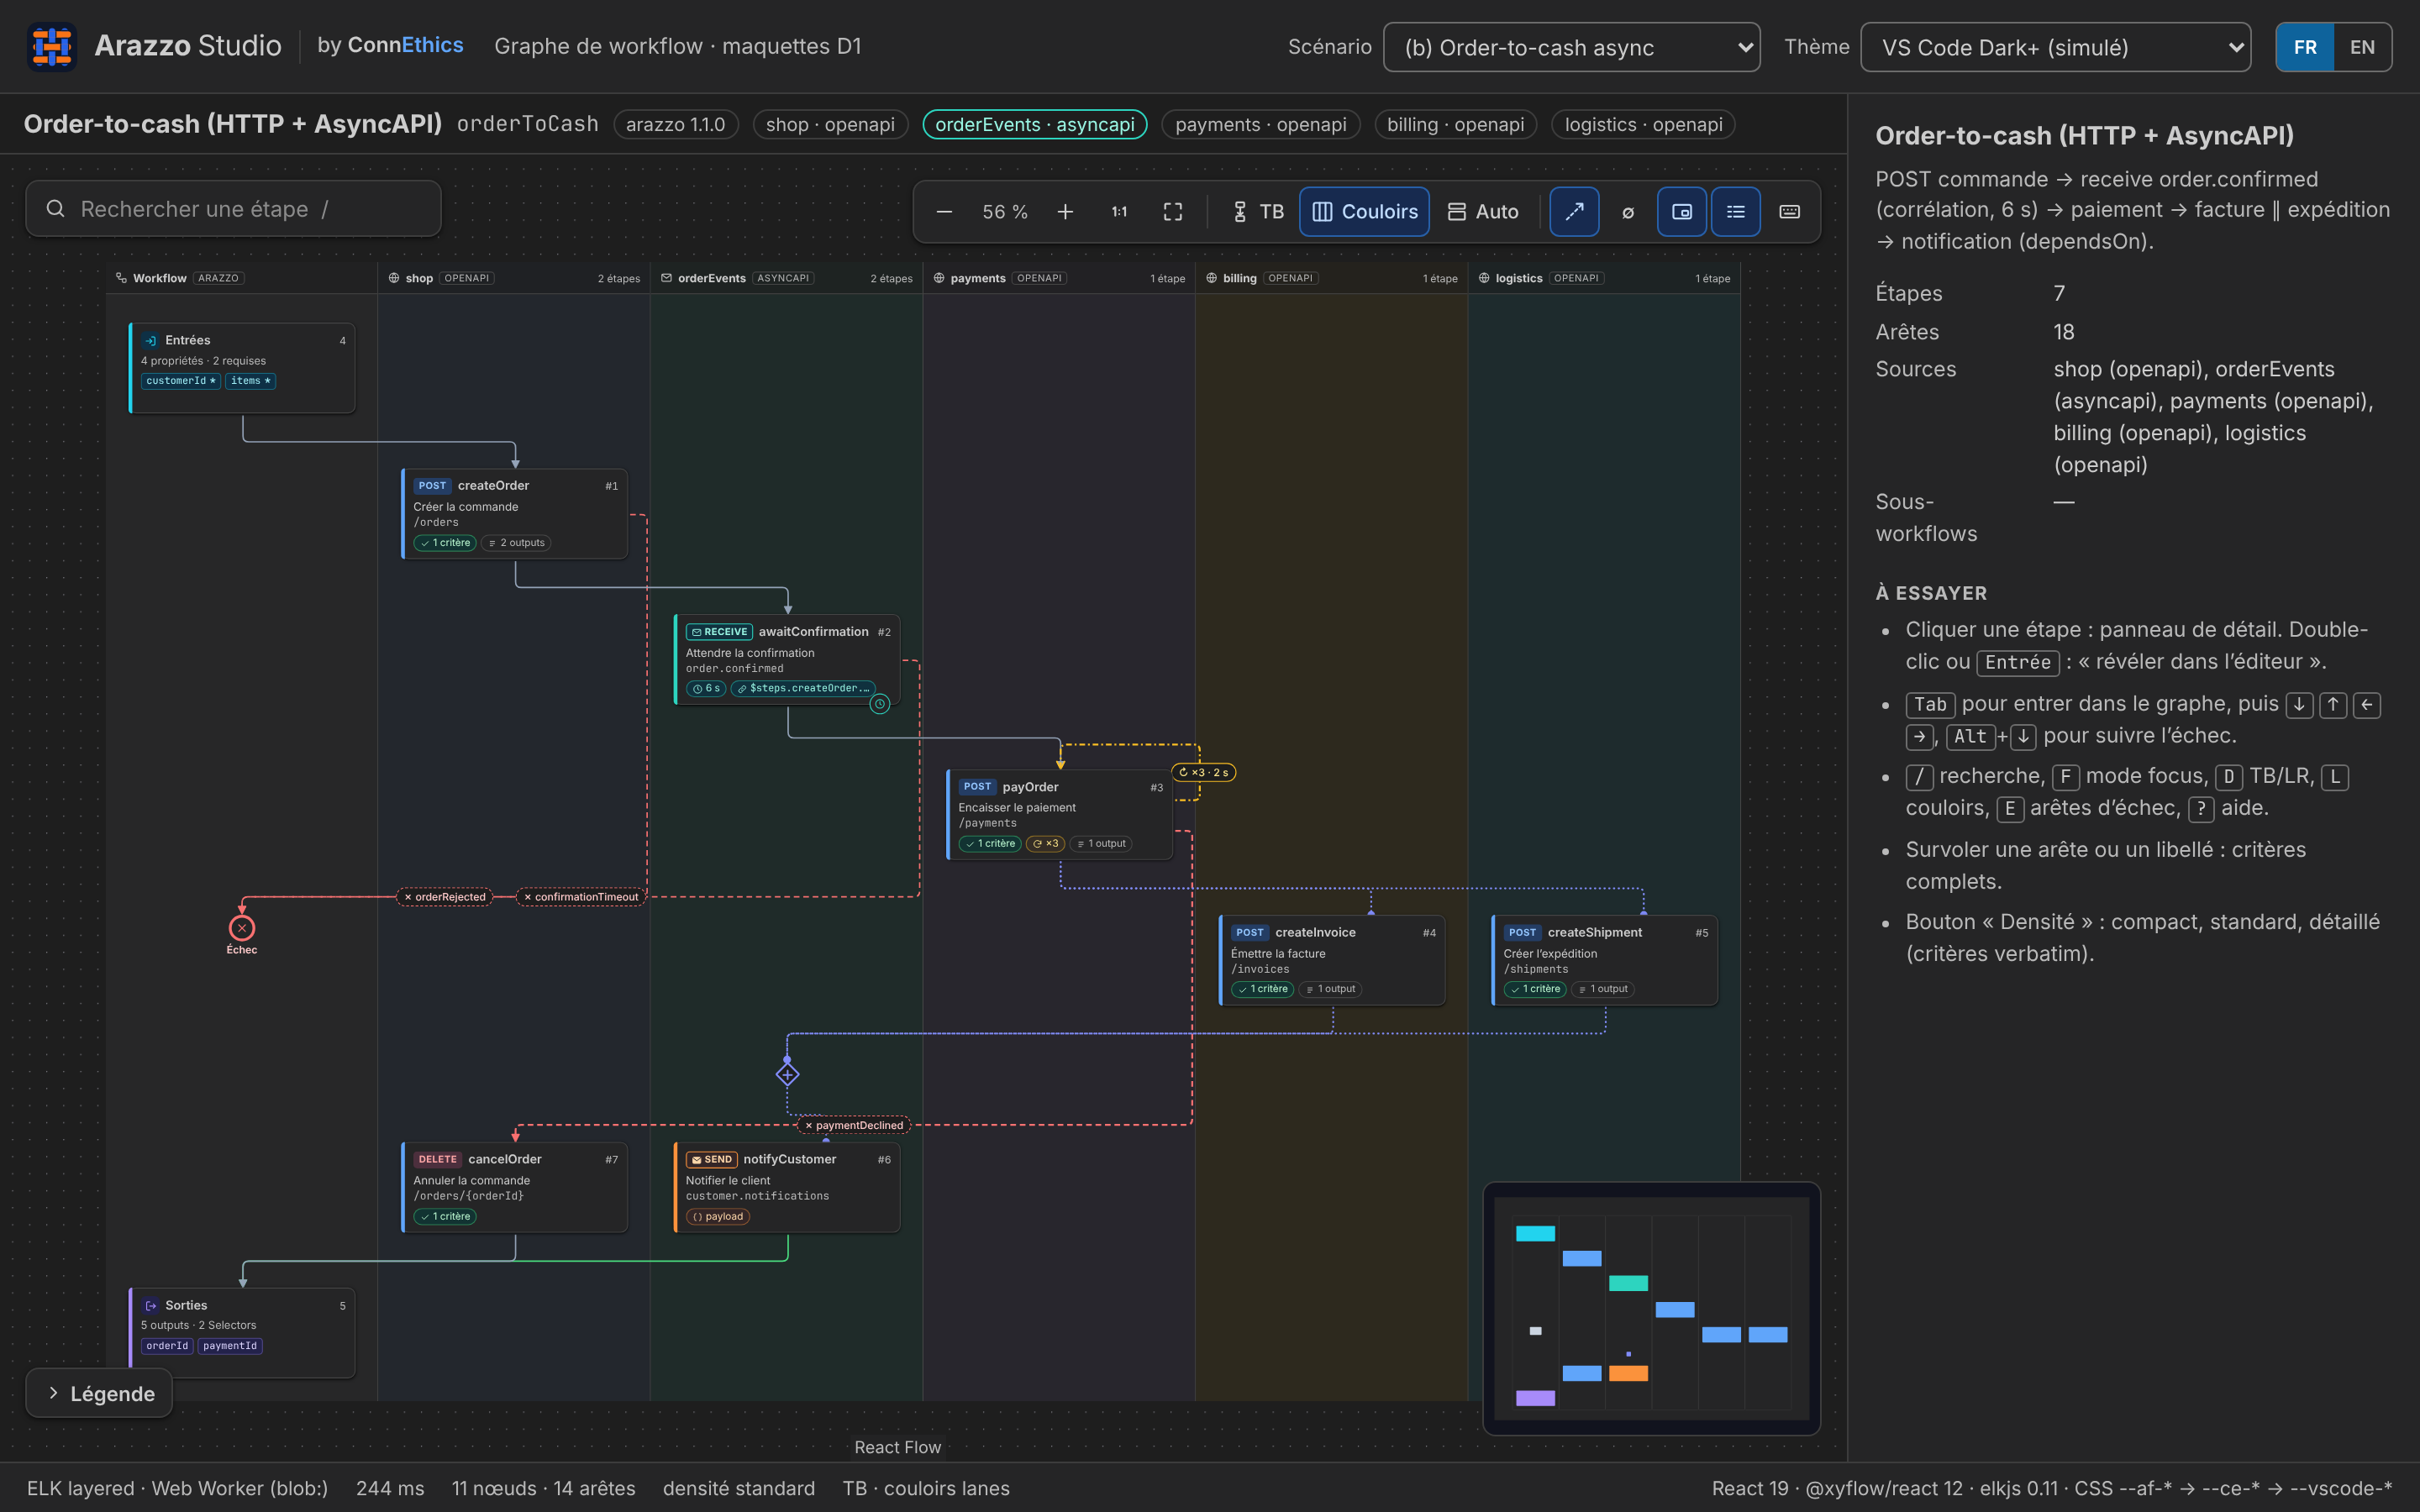 Arazzo Studio
by ConnEthics
Graphe de workflow · maquettes D1
Scénario
(b) Order-to-cash async
Thème
VS Code Dark+ (simulé)
FR
EN
Order-to-cash (HTTP + AsyncAPI)
orderToCash
arazzo 1.1.0
shop · openapi
orderEvents · asyncapi
payments · openapi
billing · openapi
logistics · openapi
Rechercher une étape /
56 %
1:1
TB
Couloirs
Auto
Workflow ARAZZO
shop OPENAPI 2 étapes
orderEvents ASYNCAPI 2 étapes
payments OPENAPI 1 étape
billing OPENAPI 1 étape
logistics OPENAPI 1 étape
Entrées 4
4 propriétés · 2 requises
customerId * items *
POST createOrder #1
Créer la commande
/orders
1 critère 2 outputs
RECEIVE awaitConfirmation #2
Attendre la confirmation
order.confirmed
6 s $steps.createOrder.…
×3 · 2 s
POST payOrder #3
Encaisser le paiement
/payments
1 critère ×3 1 output
× orderRejected
× confirmationTimeout
Échec
POST createInvoice #4
Émettre la facture
/invoices
1 critère 1 output
POST createShipment #5
Créer l’expédition
/shipments
1 critère 1 output
× paymentDeclined
DELETE cancelOrder #7
Annuler la commande
/orders/{orderId}
1 critère
SEND notifyCustomer #6
Notifier le client
customer.notifications
{} payload
Sorties 5
5 outputs · 2 Selectors
orderId paymentId
Légende
React Flow
Order-to-cash (HTTP + AsyncAPI)
POST commande → receive order.confirmed
(corrélation, 6 s) → paiement → facture ∥ expédition
→ notification (dependsOn).
Étapes 7
Arêtes 18
Sources shop (openapi), orderEvents
(asyncapi), payments (openapi),
billing (openapi), logistics
(openapi)
Sous- —
workflows
À ESSAYER
• Cliquer une étape : panneau de détail. Double-
clic ou Entrée : « révéler dans l’éditeur ».
• Tab pour entrer dans le graphe, puis ↓ ↑ ←
→, Alt+↓ pour suivre l’échec.
• / recherche, F mode focus, D TB/LR, L
couloirs, E arêtes d’échec, ? aide.
• Survoler une arête ou un libellé : critères
complets.
• Bouton « Densité » : compact, standard, détaillé
(critères verbatim).
ELK layered · Web Worker (blob:)
244 ms
11 nœuds · 14 arêtes
densité standard
TB · couloirs lanes
React 19 · @xyflow/react 12 · elkjs 0.11 · CSS --af-* → --ce-* → --vscode-*